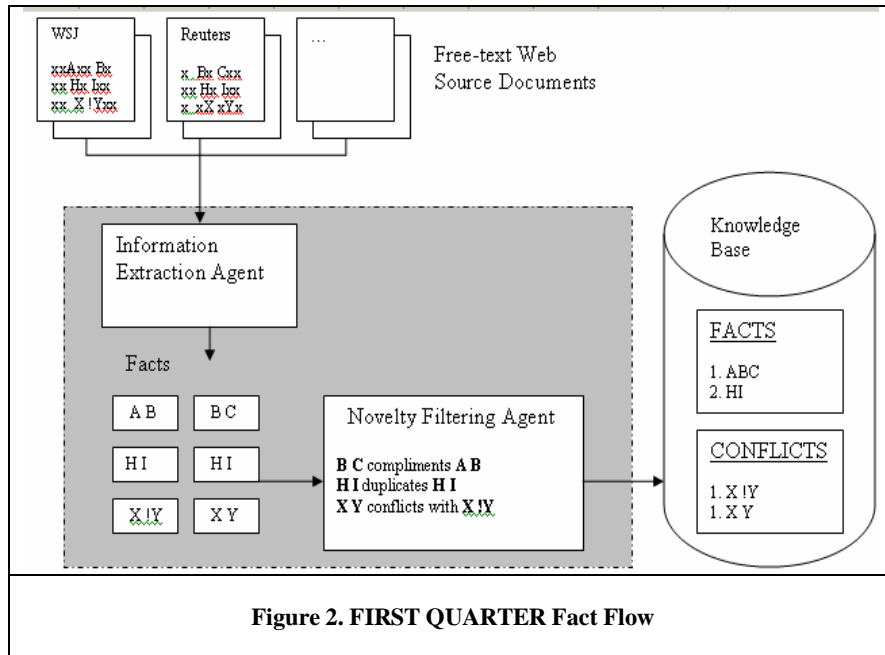 WSJ
xxAxx Bx
xx Hx Ixx
xx X !Yxx
Reuters
x Bx Cxx
xx Hx Ixx
x xX xYx
...
Free-text Web
Source Documents
Information
Extraction Agent
Facts
A B
B C
H I
H I
X !Y
X Y
Novelty Filtering Agent
B C compliments A B
H I duplicates H I
X Y conflicts with X !Y
Knowledge
Base
FACTS
1. ABC
2. HI
CONFLICTS
1. X !Y
1. X Y
Figure 2. FIRST QUARTER Fact Flow